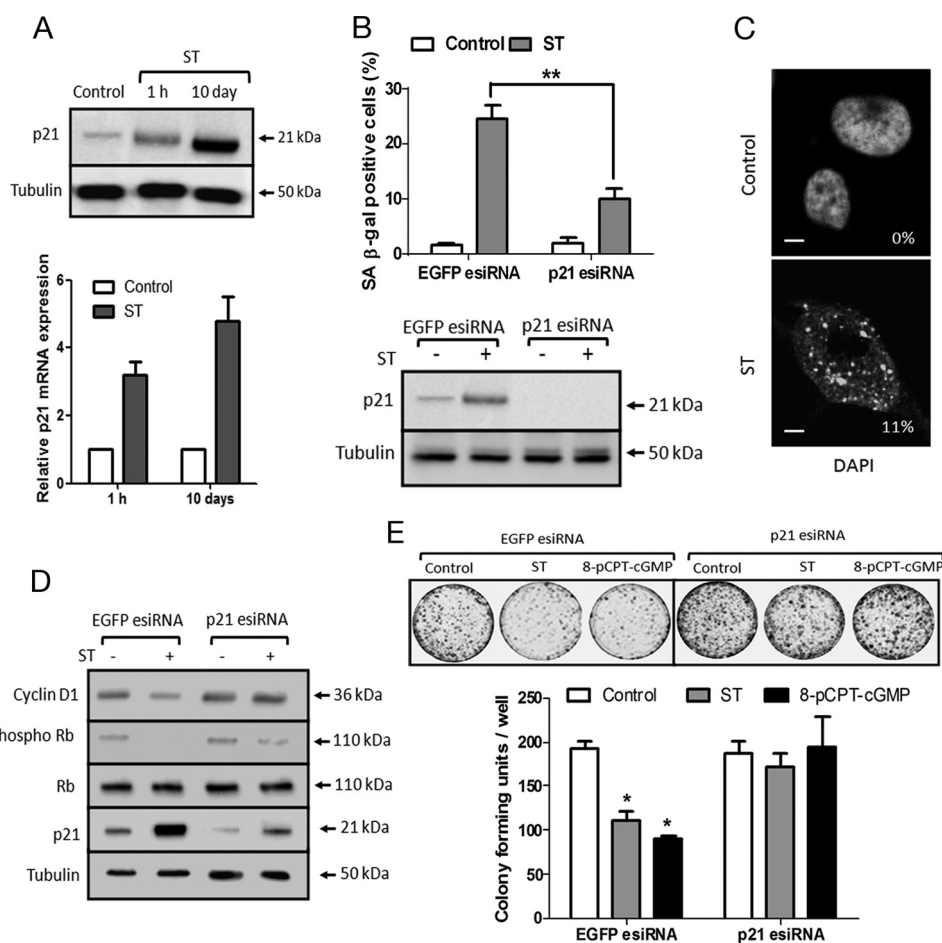 A
ST
Control 1 h 10 day
p21
21 kDa
Tubulin
50 kDa
Relative p21 mRNA expression
6
4
2
0
Control
ST
1 h
10 days
B
Control ST
SA β-gal positive cells (%)
30
20
10
0
**
EGFP esiRNA
p21 esiRNA
EGFP esiRNA p21 esiRNA
ST - + - +
p21
21 kDa
Tubulin
50 kDa
C
Control
0%
ST
11%
DAPI
D
EGFP esiRNA p21 esiRNA
ST - + - +
Cyclin D1
36 kDa
hospho Rb
110 kDa
Rb
110 kDa
p21
21 kDa
Tubulin
50 kDa
E
EGFP esiRNA
p21 esiRNA
Control ST 8-pCPT-cGMP Control ST 8-pCPT-cGMP
Colony forming units / well
250
200
150
100
50
0
Control ST 8-pCPT-cGMP
*
*
EGFP esiRNA
p21 esiRNA